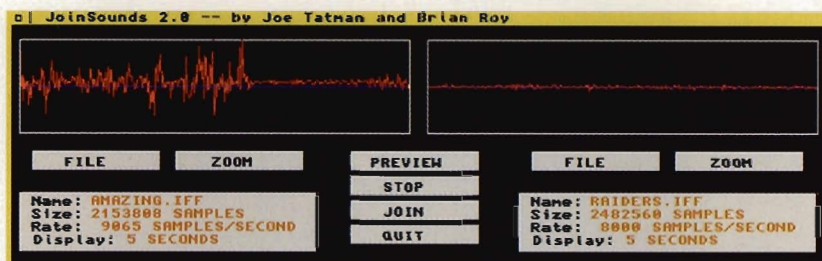 JoinSounds 2.0 -- by Joe Tatman and Brian Roy
FILE ZOOM
PREVIEW
STOP
JOIN
QUIT
FILE ZOOM
Name: AMAZING.IFF
Size: 2153808 SAMPLES
Rate: 9065 SAMPLES/SECOND
Display: 5 SECONDS
Name: RAIDERS.IFF
Size: 2482560 SAMPLES
Rate: 8000 SAMPLES/SECOND
Display: 5 SECONDS